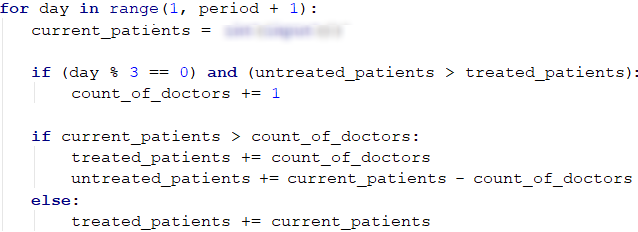 for day in range(1, period + 1):
current_patients =
if (day % 3 == 0) and (untreated_patients > treated_patients):
count_of_doctors += 1
if current_patients > count_of_doctors:
treated_patients += count_of_doctors
untreated_patients += current_patients - count_of_doctors
else:
treated_patients += current_patients